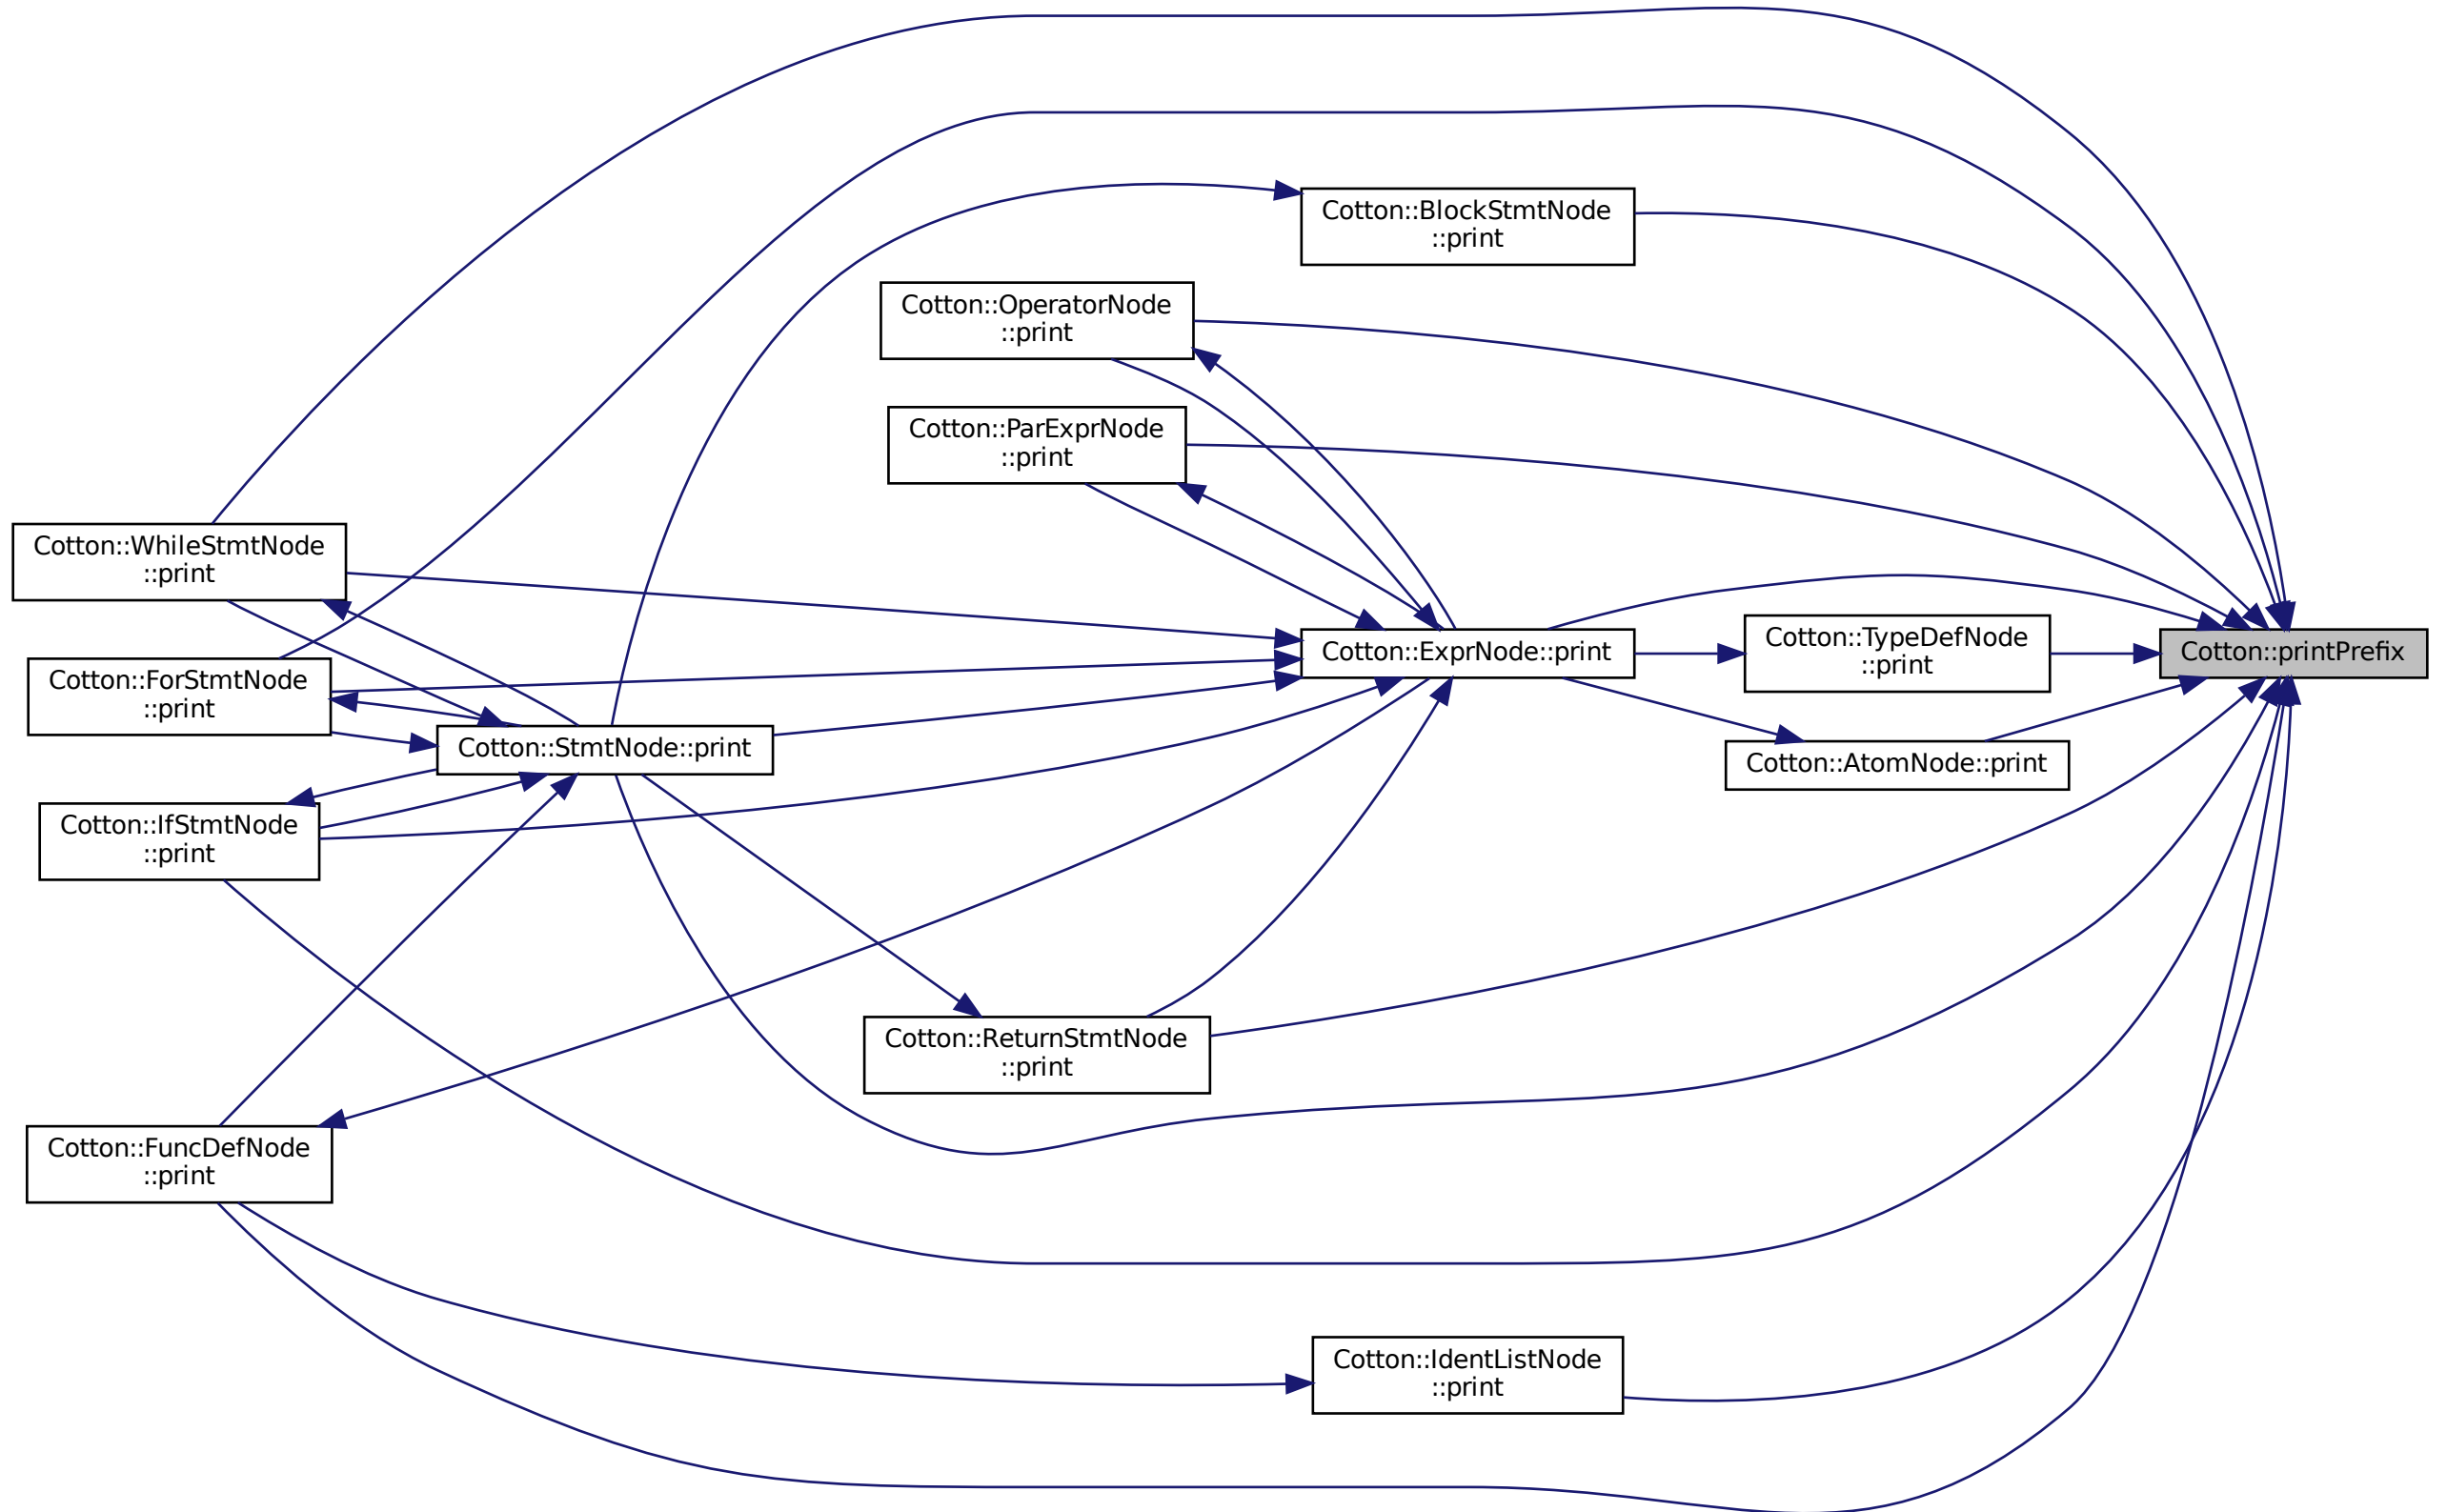 Cotton::BlockStmtNode
::print
Cotton::OperatorNode
::print
Cotton::ParExprNode
::print
Cotton::WhileStmtNode
::print
Cotton::ExprNode::print
Cotton::TypeDefNode
::print
Cotton::printPrefix
Cotton::ForStmtNode
::print
Cotton::StmtNode::print
Cotton::AtomNode::print
Cotton::IfStmtNode
::print
Cotton::ReturnStmtNode
::print
Cotton::FuncDefNode
::print
Cotton::IdentListNode
::print